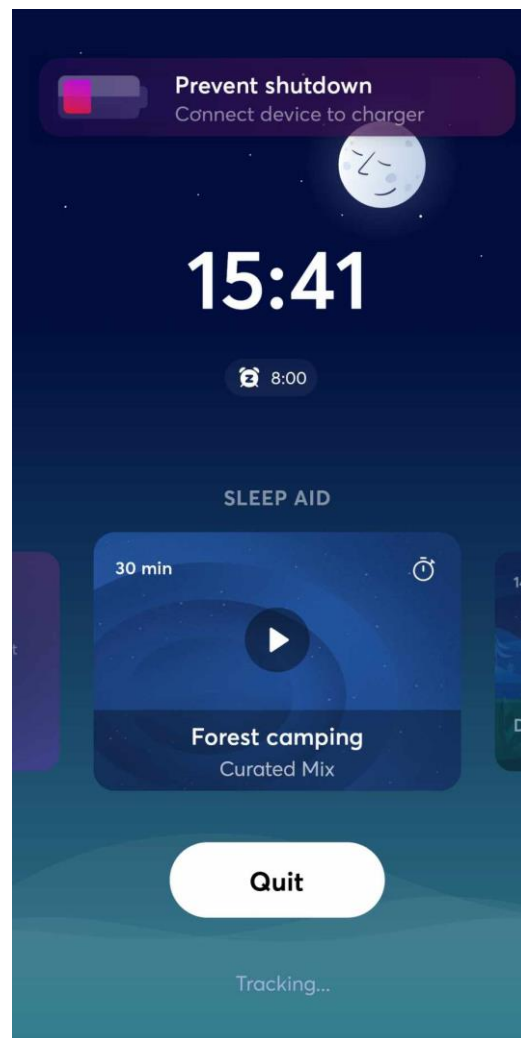 Prevent shutdown
Connect device to charger
15:41
8:00
SLEEP AID
30 min
Forest camping
Curated Mix
Quit
Tracking...